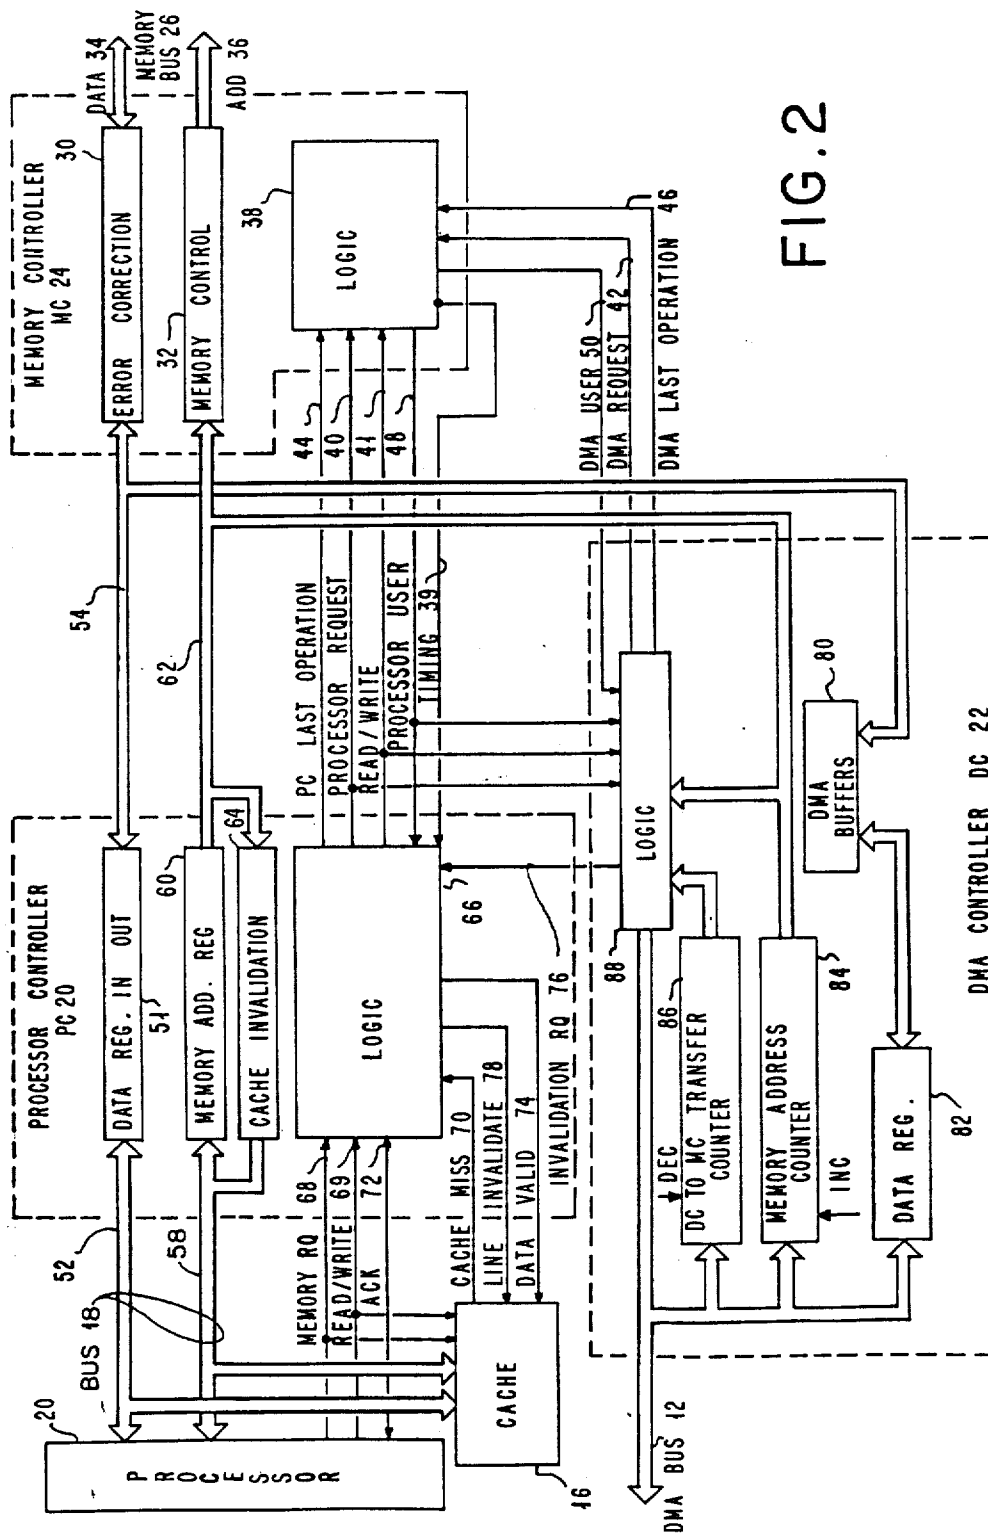 MEMORY CONTROLLER
MC 24
DATA 34
MEMORY
BUS 26
ADD 36
30
ERROR CORRECTION
32
MEMORY CONTROL
38
LOGIC
54
62
44
40
41
48
PC LAST OPERATION
PROCESSOR REQUEST
READ/WRITE
PROCESSOR USER
TIMING 39
DMA USER 50
DMA REQUEST 42
DMA LAST OPERATION 46
PROCESSOR CONTROLLER
PC 20
DATA REG. IN OUT
51
60
MEMORY ADD. REG
64
CACHE INVALIDATION
LOGIC
66
52
58
BUS 18
20
PROCESSOR
MEMORY RQ 68
READ/WRITE 69
ACK 72
CACHE MISS 70
LINE INVALIDATE 78
DATA VALID 74
INVALIDATION RQ 76
CACHE
16
LOGIC
88
DEC
86
DC TO MC TRANSFER
COUNTER
MEMORY ADDRESS
COUNTER
84
INC
DATA REG.
82
DMA
BUFFERS
80
DMA BUS 12
DMA CONTROLLER DC 22
FIG. 2